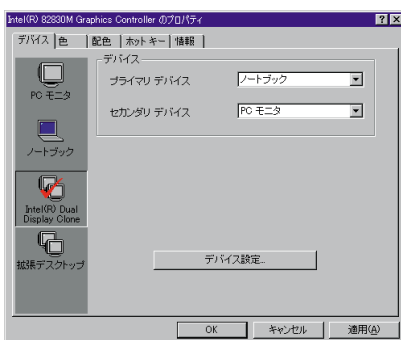 Intel(R) 82830M Graphics Controller のプロパティ
デバイス 色 配色 ホット キー 情報
デバイス
プライマリ デバイス ノートブック
セカンダリ デバイス PC モニタ
PC モニタ
ノートブック
Intel(R) Dual
Display Clone
拡張デスクトップ
デバイス設定...
OK キャンセル 適用(A)